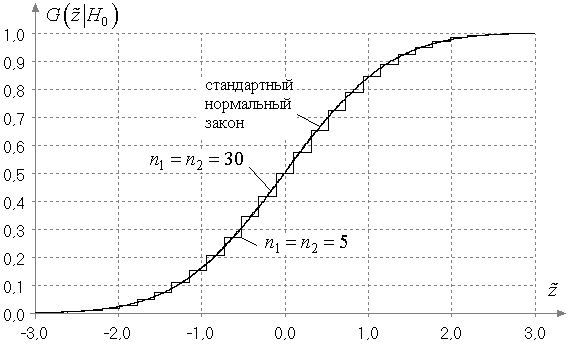 G(z̃|H₀)
1,0
0,9
0,8
0,7
0,6
0,5
0,4
0,3
0,2
0,1
0,0
стандартный
нормальный
закон
n₁ = n₂ = 30
n₁ = n₂ = 5
z̃
-3,0 -2,0 -1,0 0,0 1,0 2,0 3,0